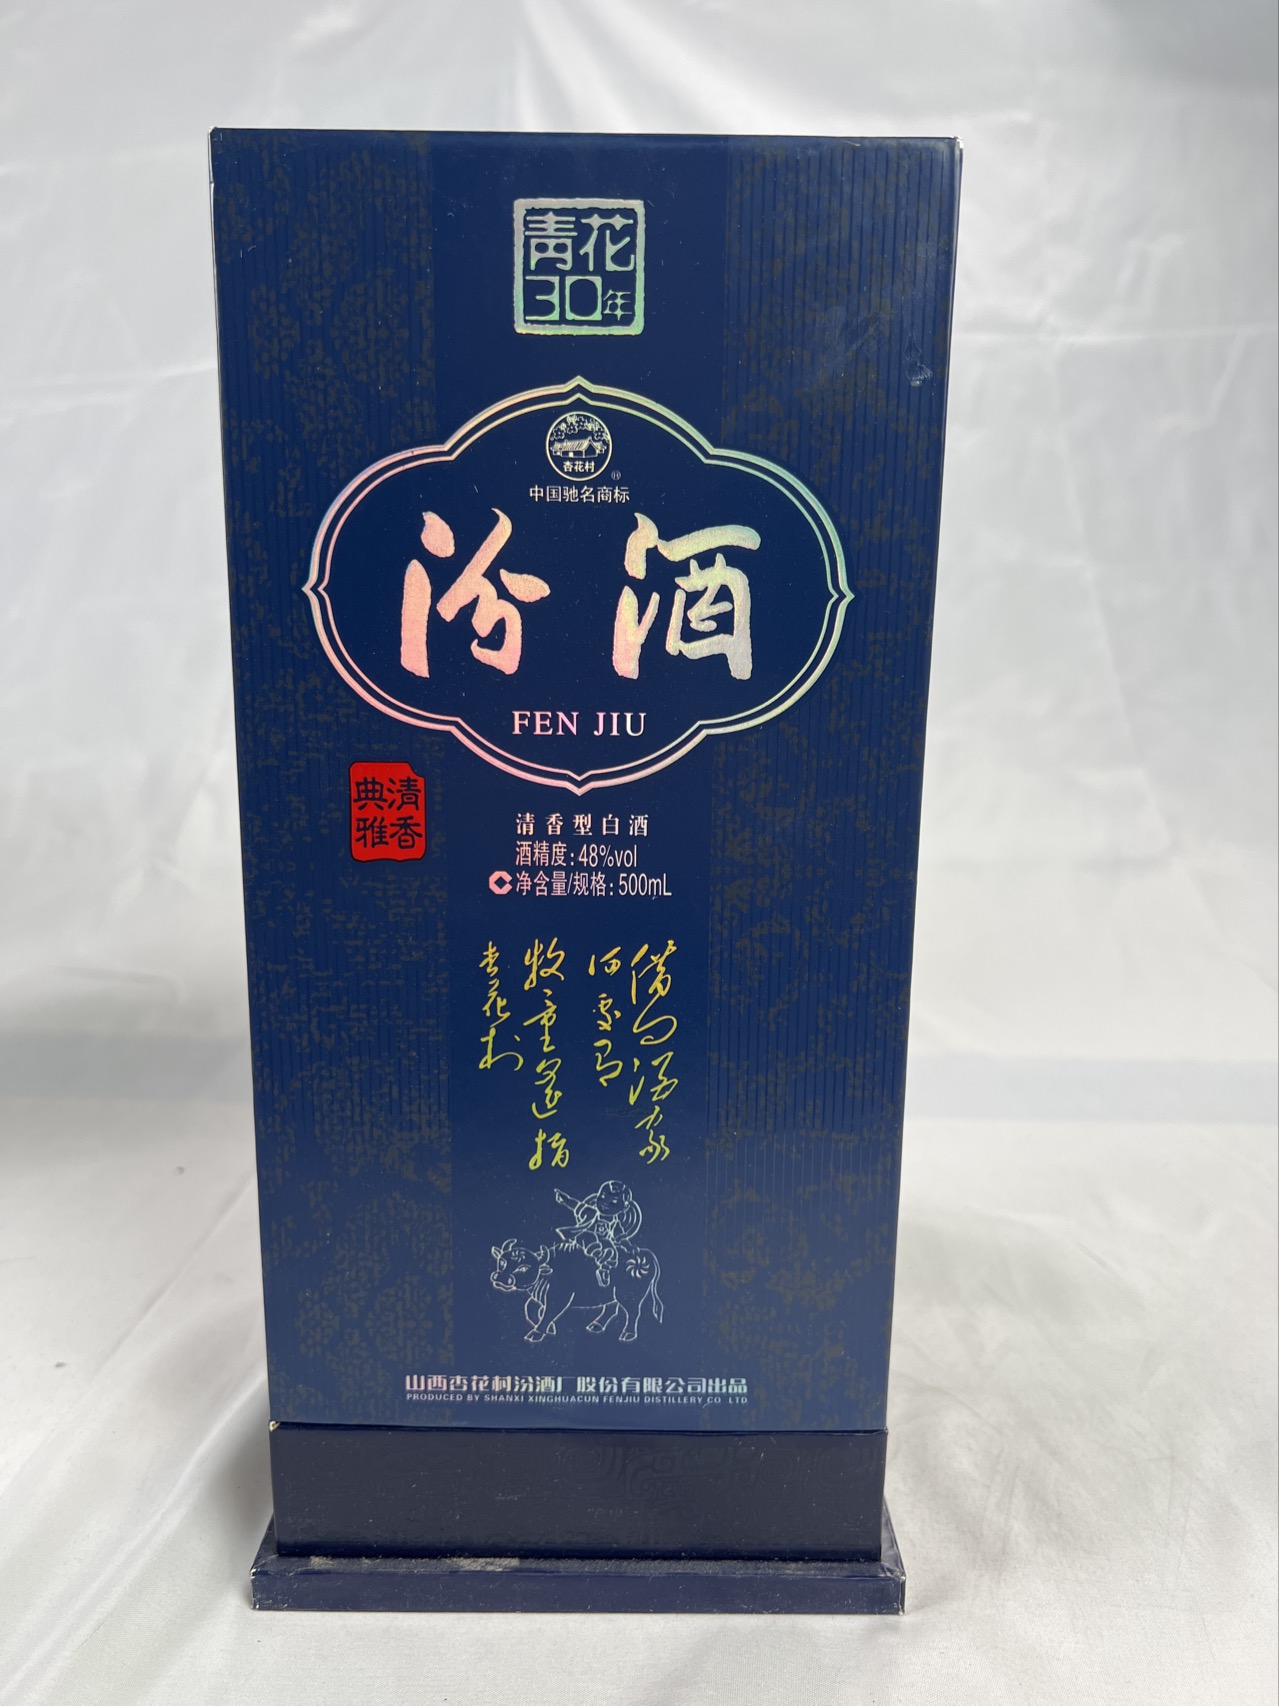 青花
30年
杏花村
®
中国驰名商标
汾酒
FEN JIU
清香
典雅
清香型白酒
酒精度：48%vol
净含量/规格：500mL
借问酒家
何处有
牧童遥指
杏花村
山西杏花村汾酒厂股份有限公司出品
PRODUCED BY SHANXI XINGHUACUN FENJIU DISTILLERY CO LTD